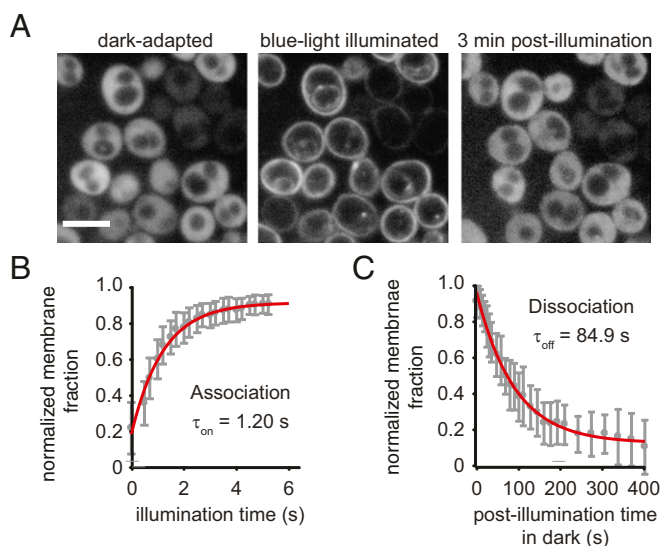 A
dark-adapted
blue-light illuminated
3 min post-illumination
B
normalized membrane
fraction
1.0
0.8
0.6
0.4
0.2
0
Association
τon = 1.20 s
0
2
4
6
illumination time (s)
C
normalized membrnae
fraction
1.0
0.8
0.6
0.4
0.2
0
Dissociation
τoff = 84.9 s
0
100
200
300
400
post-illumination time
in dark (s)